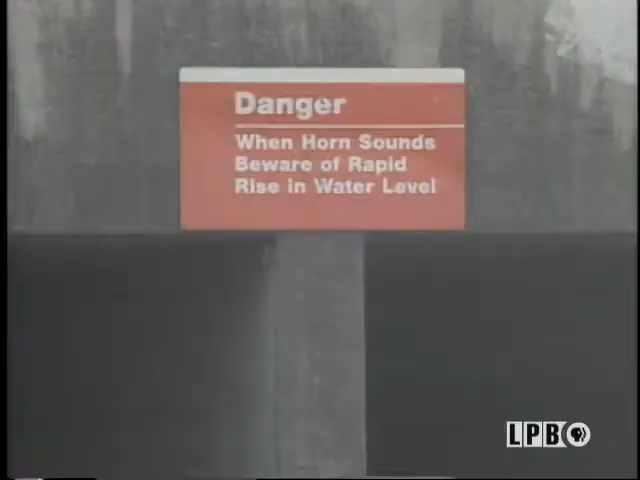 Danger
When Horn Sounds
Beware of Rapid
Rise in Water Level
LPB